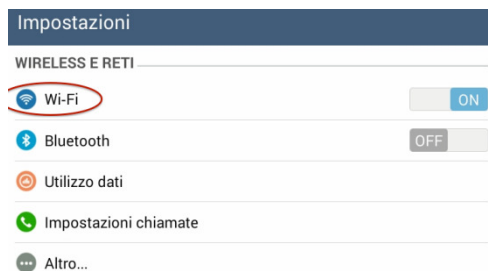 Impostazioni
WIRELESS E RETI
Wi-Fi ON
Bluetooth OFF
Utilizzo dati
Impostazioni chiamate
Altro...